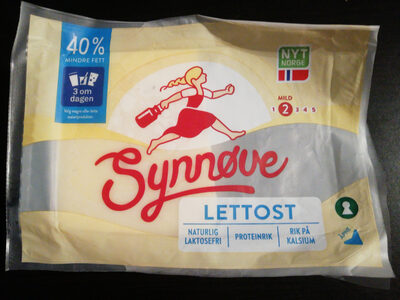 40%
MINDRE FETT
3 om
dagen
NYT
NORGE
MILD
1 2 3 4 5
Synnøve
LETTOST
NATURLIG
LAKTOSEFRI
PROTEINRIK
RIK PÅ
KALSIUM